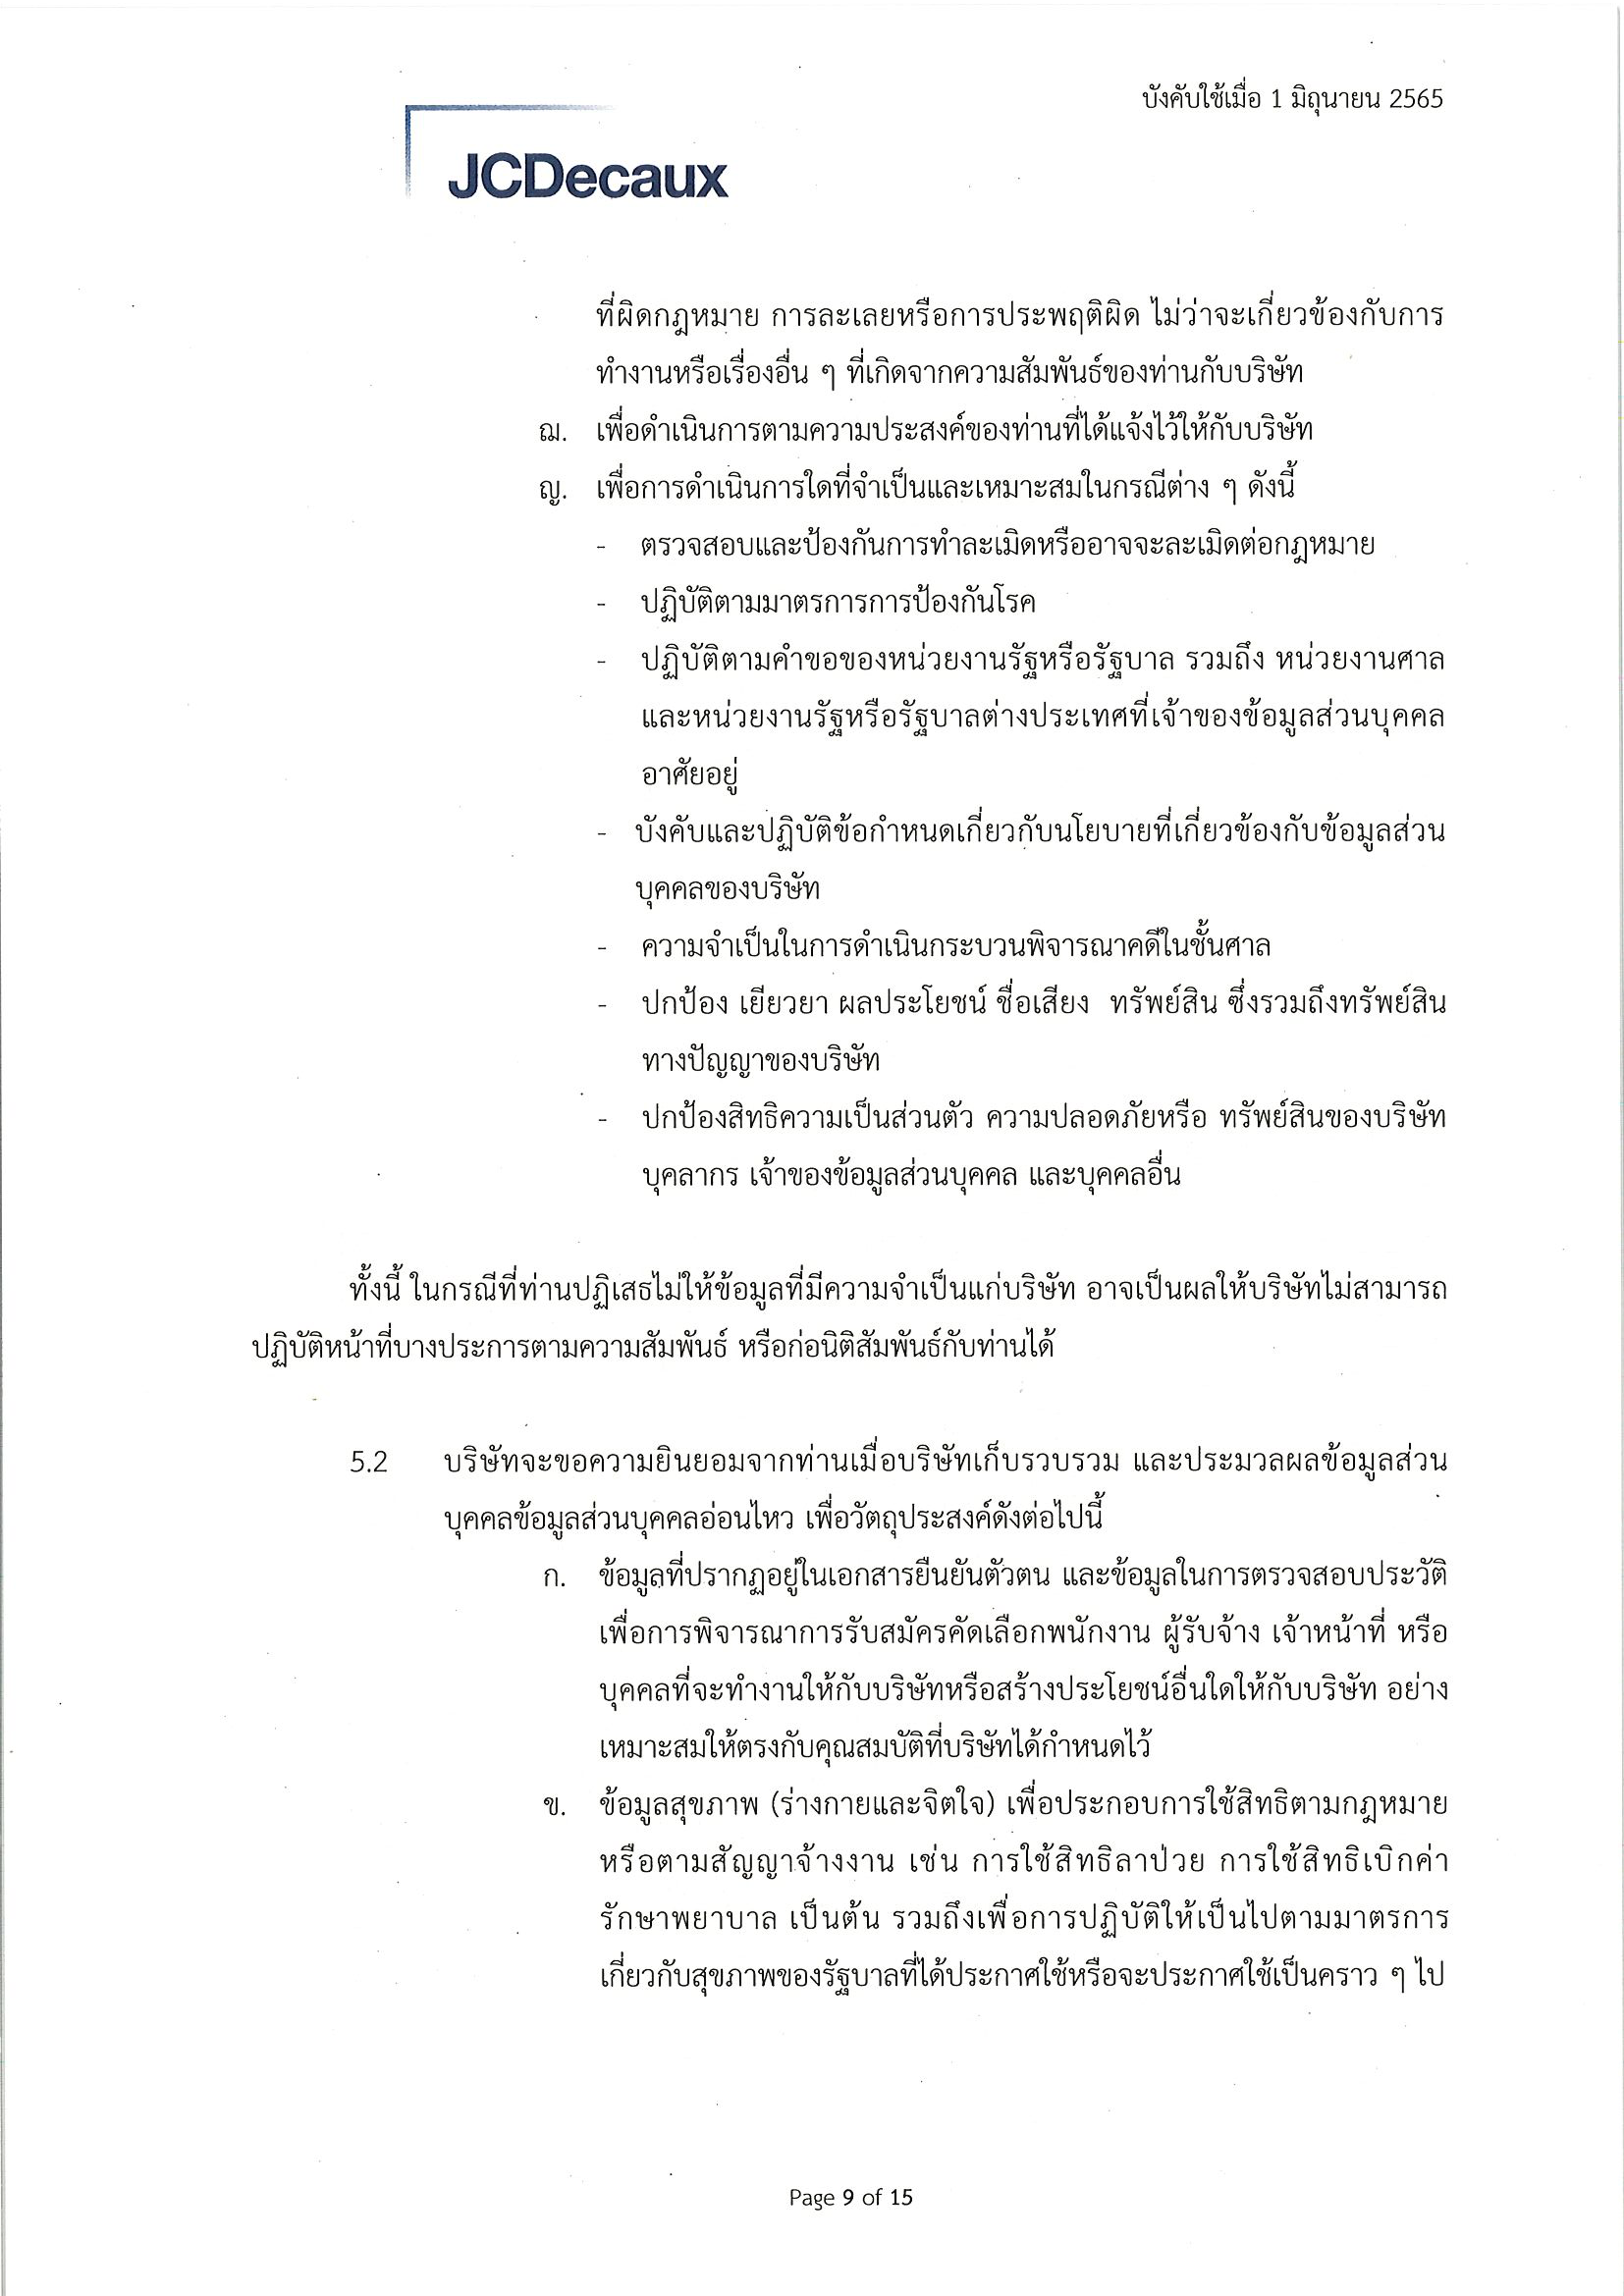 บังคับใช้เมื่อ 1 มิถุนายน 2565
JCDecaux
ที่ผิดกฎหมาย การละเลยหรือการประพฤติผิด ไม่ว่าจะเกี่ยวข้องกับการ
ทำงานหรือเรื่องอื่น ๆ ที่เกิดจากความสัมพันธ์ของท่านกับบริษัท
ฌ. เพื่อดำเนินการตามความประสงค์ของท่านที่ได้แจ้งไว้ให้กับบริษัท
ญ. เพื่อการดำเนินการใดที่จำเป็นและเหมาะสมในกรณีต่าง ๆ ดังนี้
- ตรวจสอบและป้องกันการทำละเมิดหรืออาจจะละเมิดต่อกฎหมาย
- ปฏิบัติตามมาตรการการป้องกันโรค
- ปฏิบัติตามคำขอของหน่วยงานรัฐหรือรัฐบาล รวมถึง หน่วยงานศาล
และหน่วยงานรัฐหรือรัฐบาลต่างประเทศที่เจ้าของข้อมูลส่วนบุคคล
อาศัยอยู่
- บังคับและปฏิบัติข้อกำหนดเกี่ยวกับนโยบายที่เกี่ยวข้องกับข้อมูลส่วน
บุคคลของบริษัท
- ความจำเป็นในการดำเนินกระบวนพิจารณาคดีในชั้นศาล
- ปกป้อง เยียวยา ผลประโยชน์ ชื่อเสียง ทรัพย์สิน ซึ่งรวมถึงทรัพย์สิน
ทางปัญญาของบริษัท
- ปกป้องสิทธิความเป็นส่วนตัว ความปลอดภัยหรือ ทรัพย์สินของบริษัท
บุคลากร เจ้าของข้อมูลส่วนบุคคล และบุคคลอื่น
ทั้งนี้ ในกรณีที่ท่านปฏิเสธไม่ให้ข้อมูลที่มีความจำเป็นแก่บริษัท อาจเป็นผลให้บริษัทไม่สามารถ
ปฏิบัติหน้าที่บางประการตามความสัมพันธ์ หรือก่อนิติสัมพันธ์กับท่านได้
5.2 บริษัทจะขอความยินยอมจากท่านเมื่อบริษัทเก็บรวบรวม และประมวลผลข้อมูลส่วน
บุคคลข้อมูลส่วนบุคคลอ่อนไหว เพื่อวัตถุประสงค์ดังต่อไปนี้
ก. ข้อมูลที่ปรากฏอยู่ในเอกสารยืนยันตัวตน และข้อมูลในการตรวจสอบประวัติ
เพื่อการพิจารณาการรับสมัครคัดเลือกพนักงาน ผู้รับจ้าง เจ้าหน้าที่ หรือ
บุคคลที่จะทำงานให้กับบริษัทหรือสร้างประโยชน์อื่นใดให้กับบริษัท อย่าง
เหมาะสมให้ตรงกับคุณสมบัติที่บริษัทได้กำหนดไว้
ข. ข้อมูลสุขภาพ (ร่างกายและจิตใจ) เพื่อประกอบการใช้สิทธิตามกฎหมาย
หรือตามสัญญาจ้างงาน เช่น การใช้สิทธิลาป่วย การใช้สิทธิเบิกค่า
รักษาพยาบาล เป็นต้น รวมถึงเพื่อการปฏิบัติให้เป็นไปตามมาตรการ
เกี่ยวกับสุขภาพของรัฐบาลที่ได้ประกาศใช้หรือจะประกาศใช้เป็นคราว ๆ ไป
Page 9 of 15